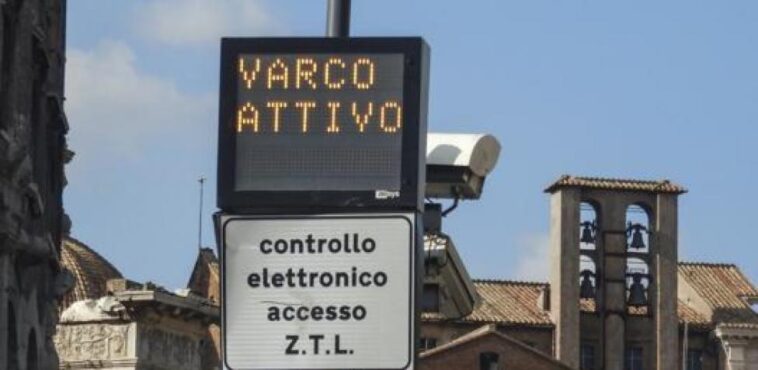 VARCO
ATTIVO
controllo
elettronico
accesso
Z.T.L.